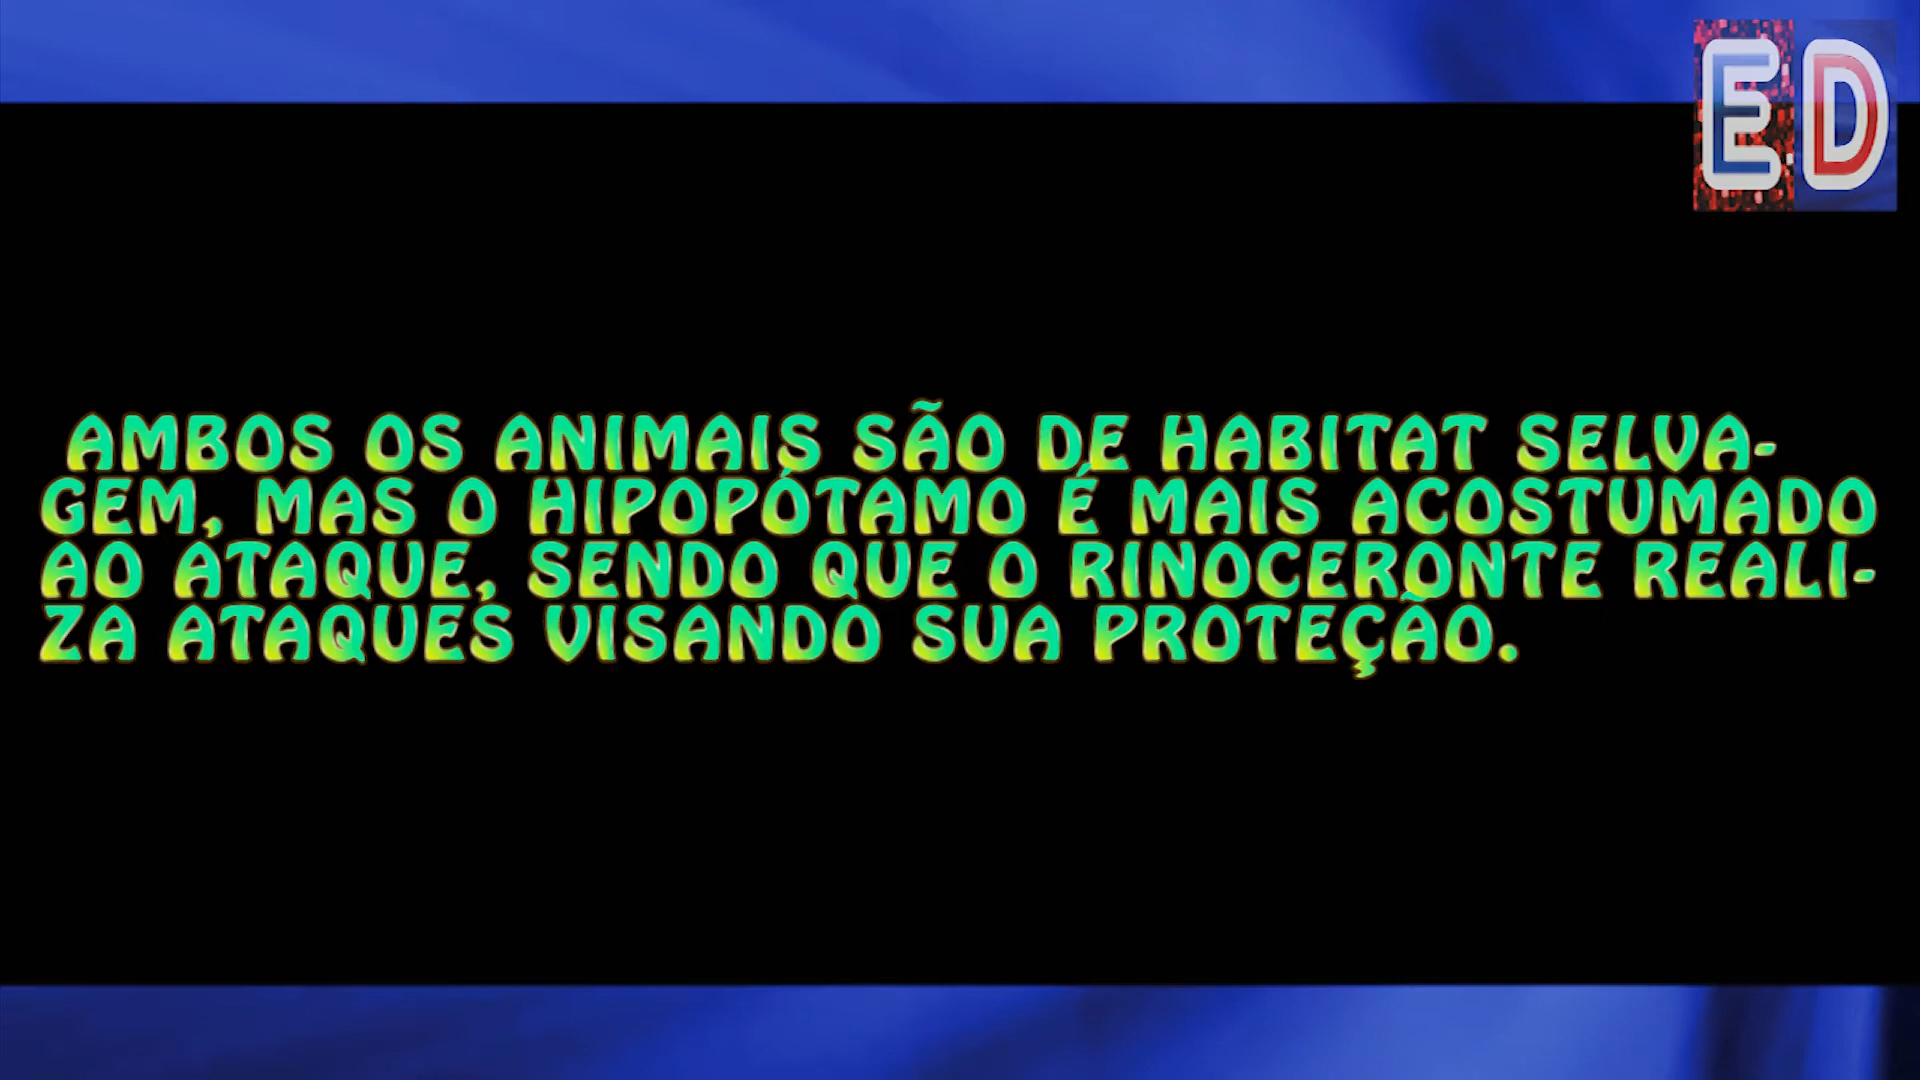 ED
AMBOS OS ANIMAIS SÃO DE HABITAT SELVA-
GEM, MAS O HIPOPÓTAMO É MAIS ACOSTUMADO
AO ATAQUE, SENDO QUE O RINOCERONTE REALI-
ZA ATAQUES VISANDO SUA PROTEÇÃO.